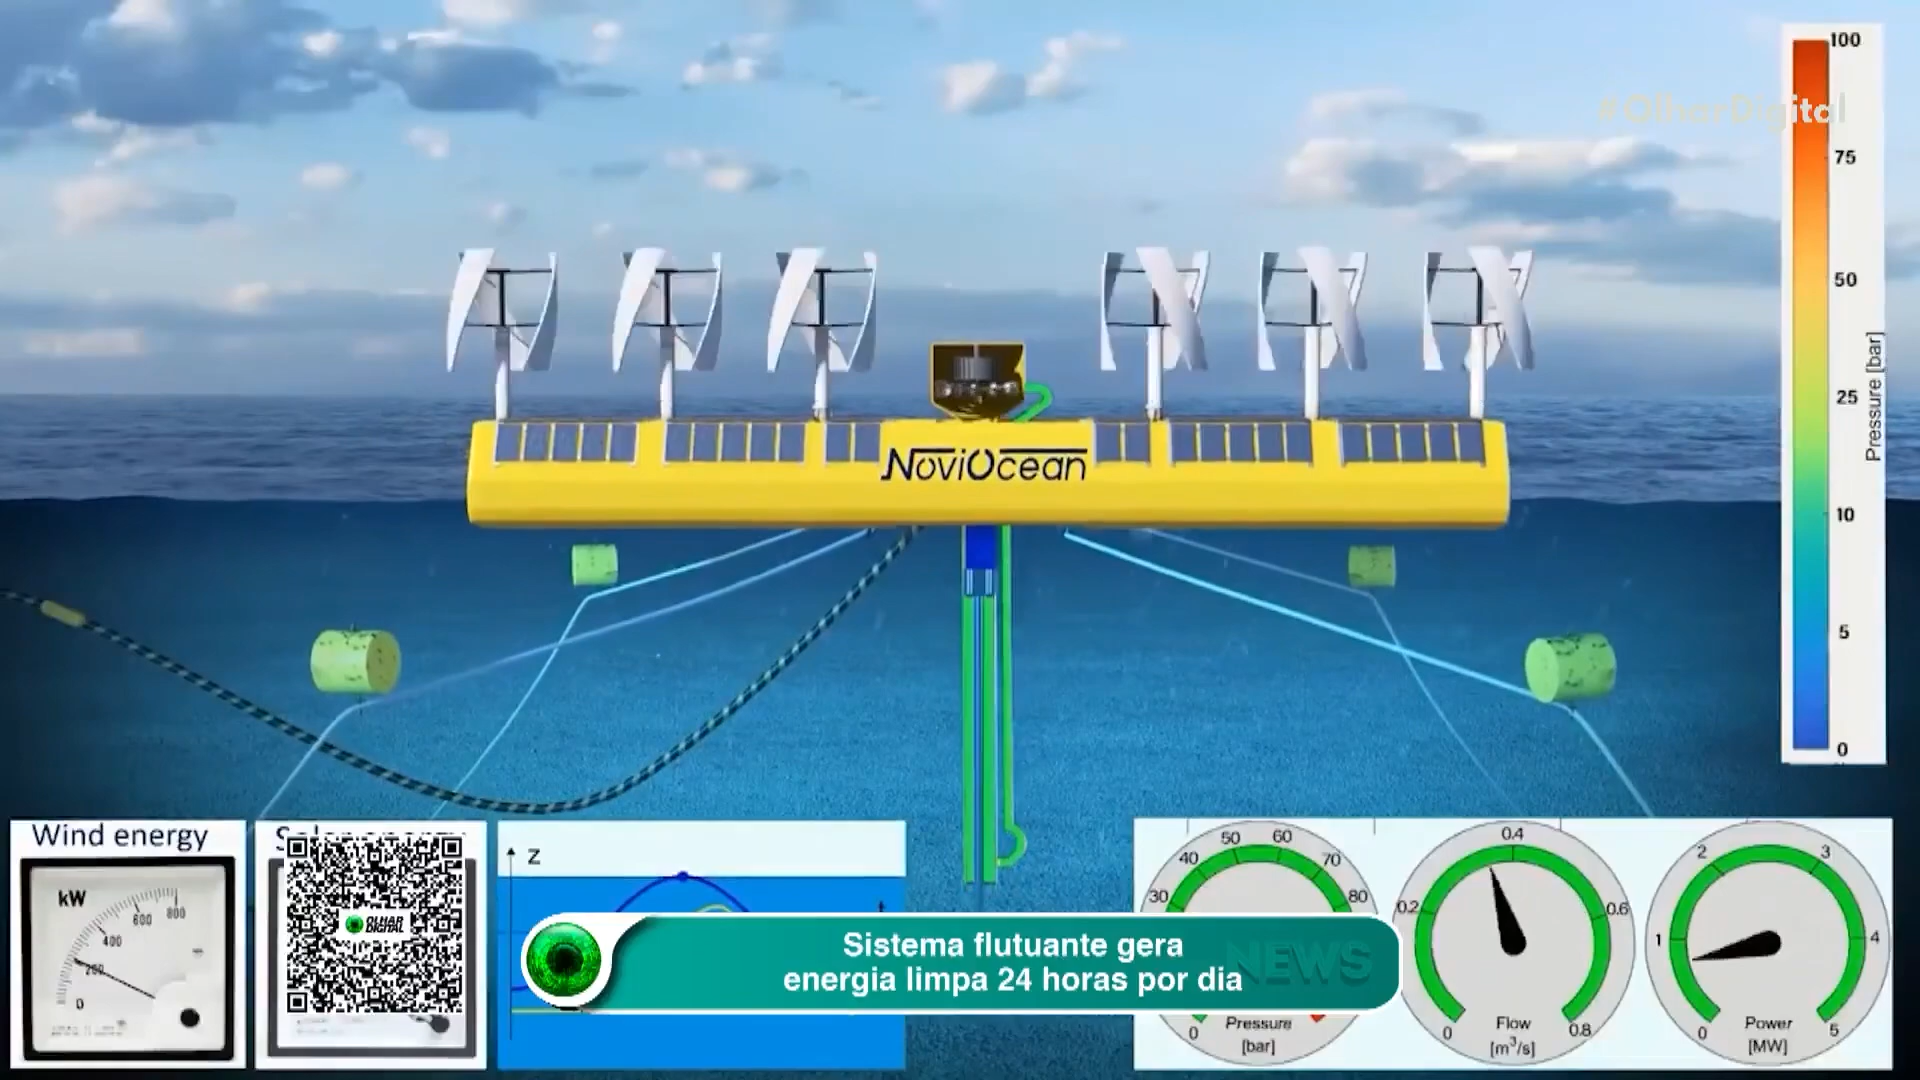 #OlharDigital
100
75
50
25
10
5
0
Pressure [bar]
NoviOcean
Wind energy
kW
800
600
400
200
0
OLHAR
DIGITAL
z
t
30
40
50
60
70
80
0
Pressure
[bar]
0
0.2
0.4
0.6
0.8
Flow
[m³/s]
0
1
2
3
4
5
Power
[MW]
Sistema flutuante gera
energia limpa 24 horas por dia
NEWS